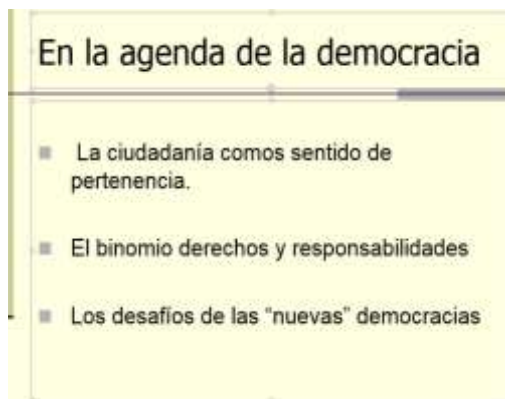 En la agenda de la democracia
La ciudadanía comos sentido de
pertenencia.
El binomio derechos y responsabilidades
Los desafíos de las “nuevas” democracias